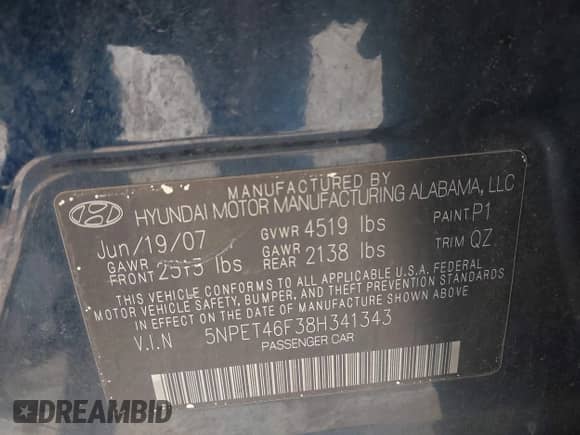 MANUFACTURED BY
HYUNDAI MOTOR MANUFACTURING ALABAMA, LLC
Jun/19/07 GVWR 4519 lbs PAINT P1
GAWR FRONT 2513 lbs GAWR REAR 2138 lbs TRIM QZ
THIS VEHICLE CONFORMS TO ALL APPLICABLE U.S.A. FEDERAL
MOTOR VEHICLE SAFETY, BUMPER, AND THEFT PREVENTION STANDARDS
IN EFFECT ON THE DATE OF MANUFACTURE SHOWN ABOVE.
V.I.N 5NPET46F38H341343
PASSENGER CAR
DREAMBID